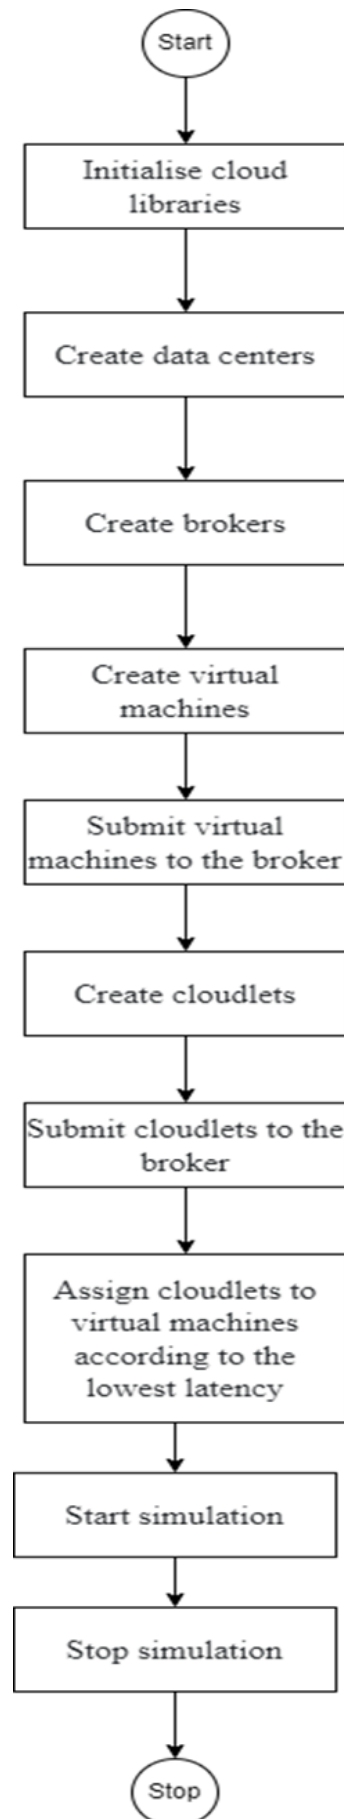 Start
Initialise cloud
libraries
Create data centers
Create brokers
Create virtual
machines
Submit virtual
machines to the broker
Create cloudlets
Submit cloudlets to the
broker
Assign cloudlets to
virtual machines
according to the
lowest latency
Start simulation
Stop simulation
Stop